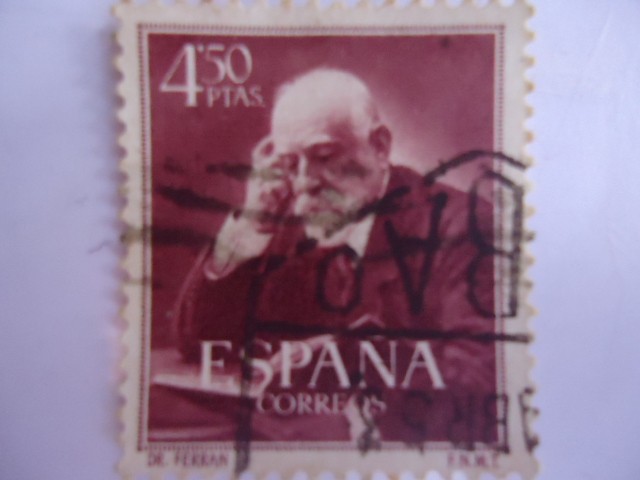 4'50
PTAS.
ESPAÑA
CORREOS
DR. FERRAN
F.N.M.T.